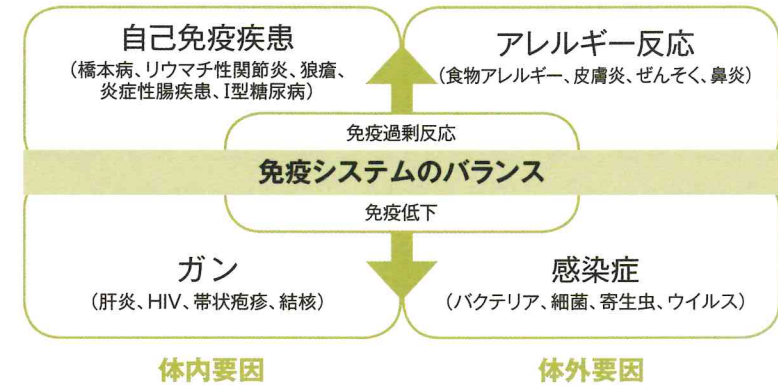 自己免疫疾患
(橋本病、リウマチ性関節炎、狼瘡、
炎症性腸疾患、I型糖尿病)
アレルギー反応
(食物アレルギー、皮膚炎、ぜんそく、鼻炎)
免疫過剰反応
免疫システムのバランス
免疫低下
ガン
(肝炎、HIV、帯状疱疹、結核)
感染症
(バクテリア、細菌、寄生虫、ウイルス)
体内要因
体外要因